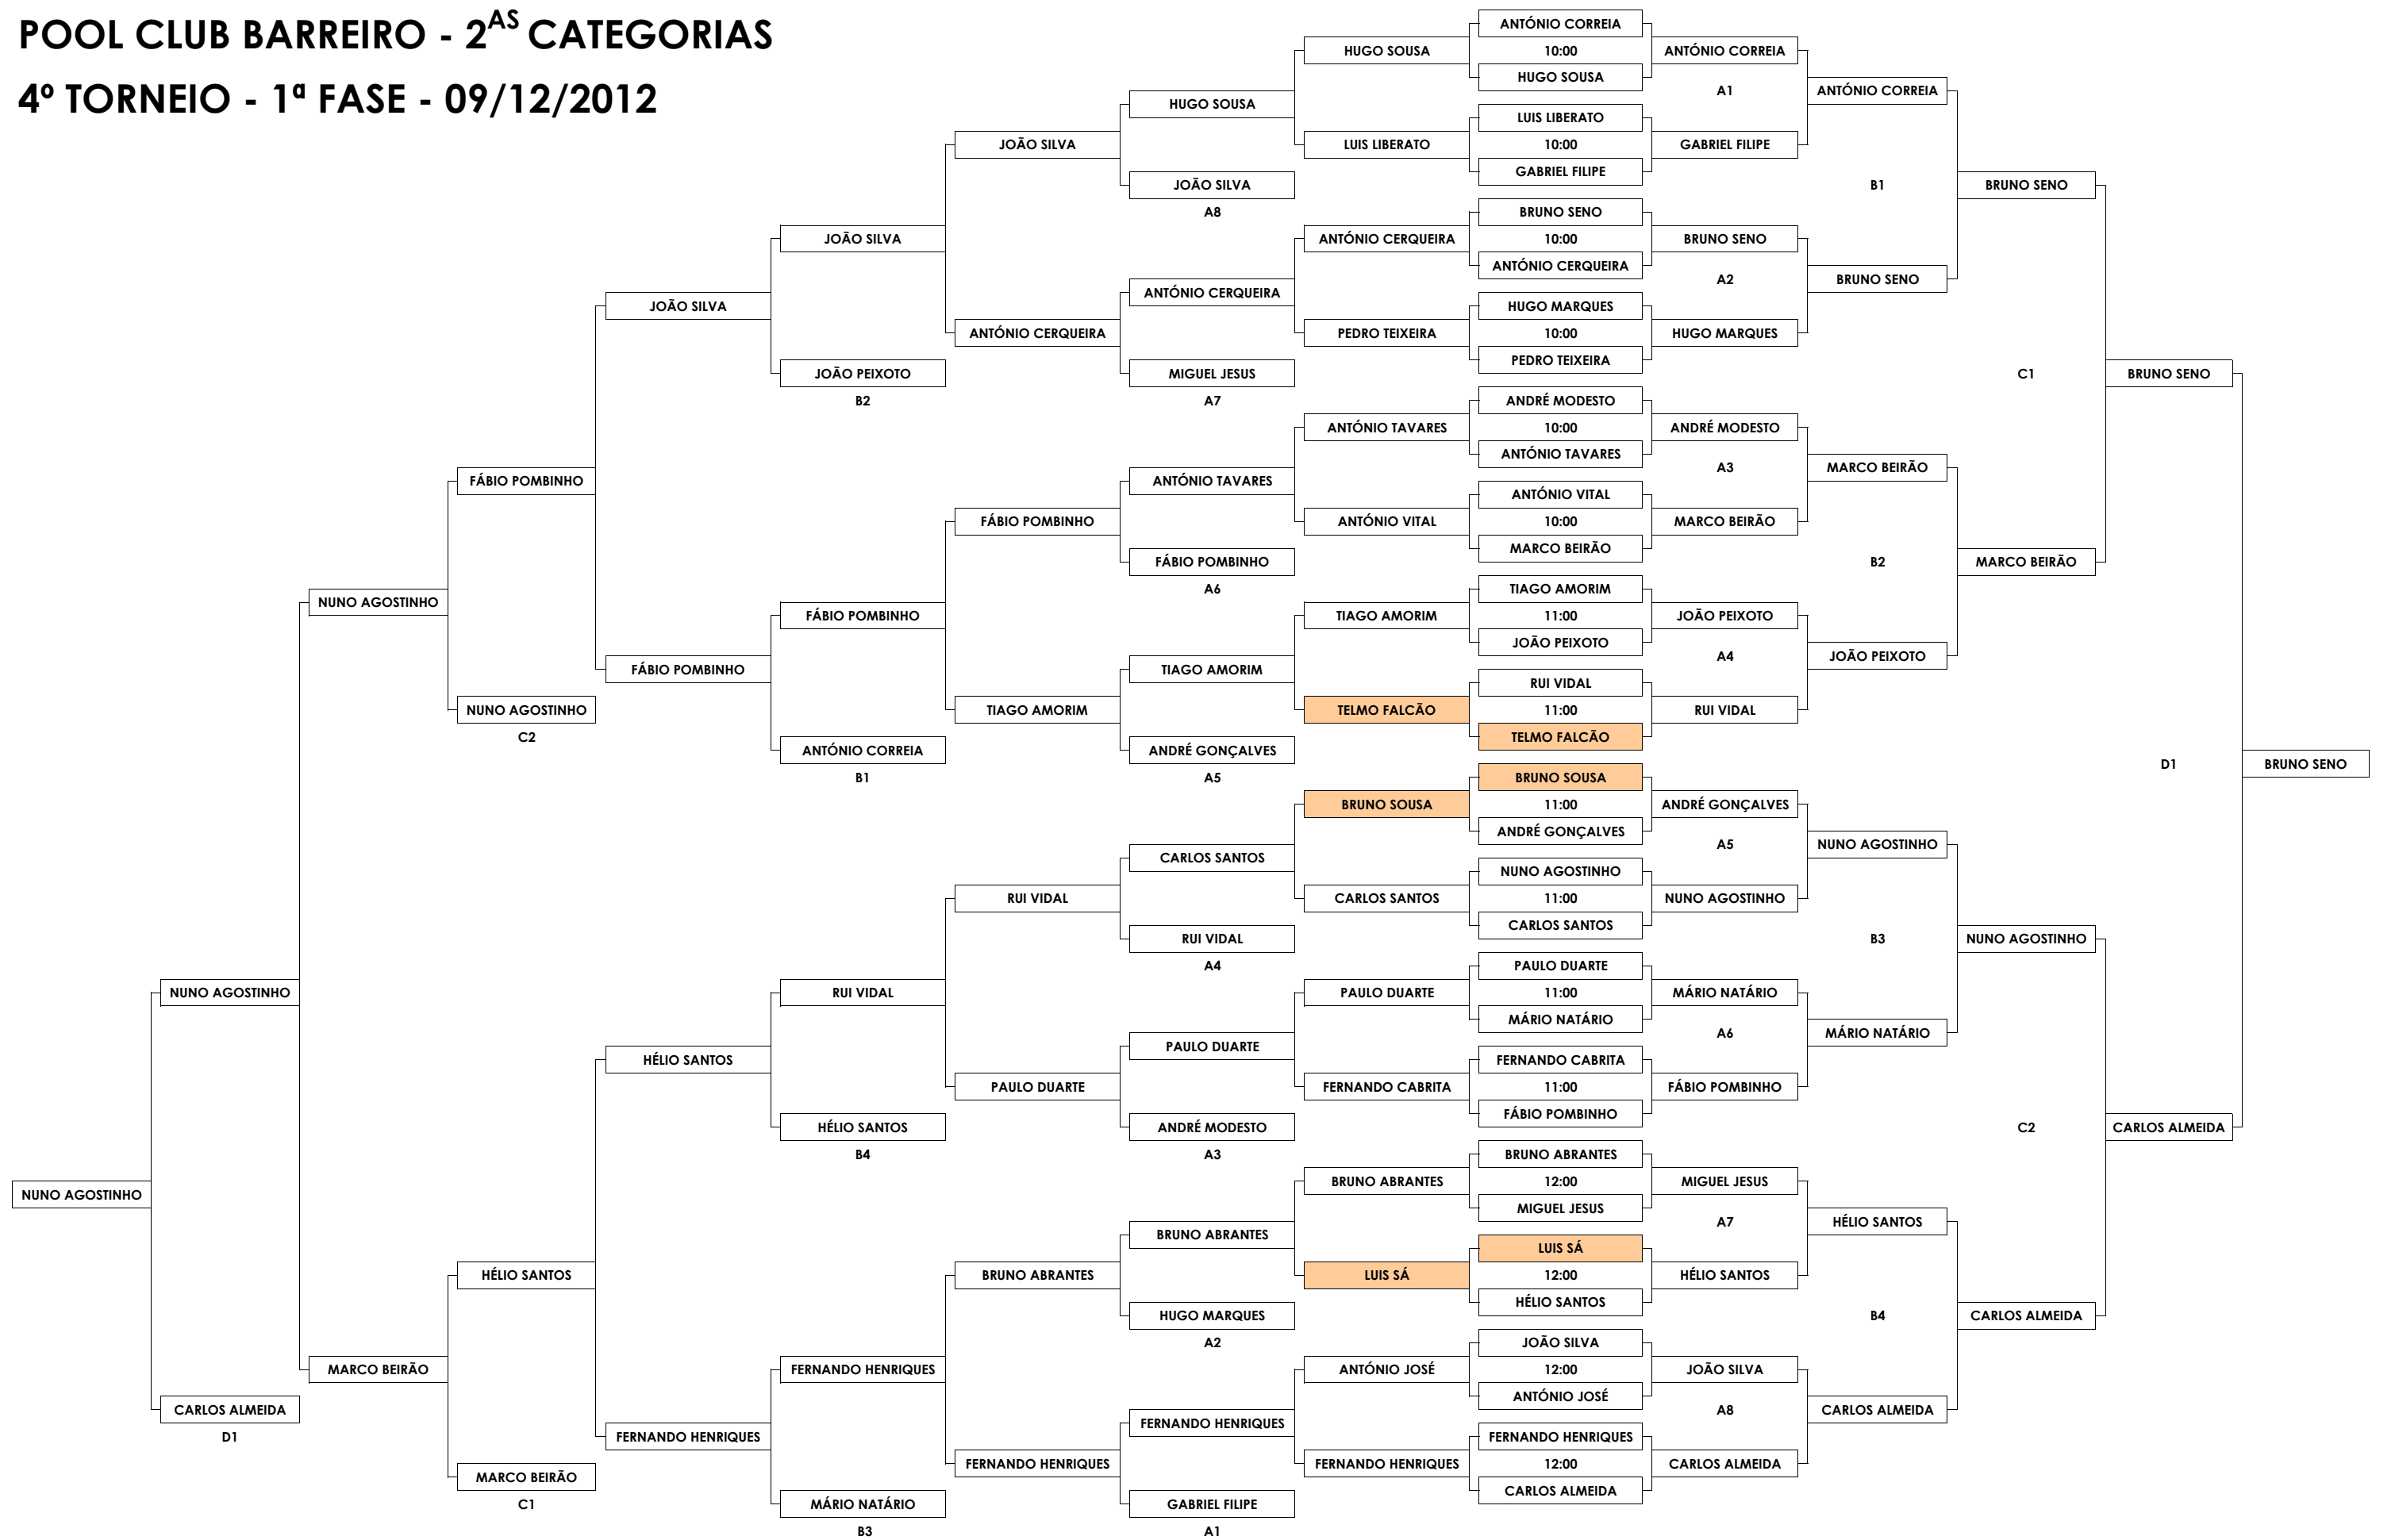 POOL CLUB BARREIRO - 2AS CATEGORIAS
4º TORNEIO - 1ª FASE - 09/12/2012
ANTÓNIO CORREIA
HUGO SOUSA
10:00
ANTÓNIO CORREIA
HUGO SOUSA
ANTÓNIO CORREIA
A1
HUGO SOUSA
LUIS LIBERATO
JOÃO SILVA
LUIS LIBERATO
10:00
GABRIEL FILIPE
GABRIEL FILIPE
JOÃO SILVA
B1
BRUNO SENO
A8
BRUNO SENO
JOÃO SILVA
ANTÓNIO CERQUEIRA
10:00
BRUNO SENO
ANTÓNIO CERQUEIRA
A2
BRUNO SENO
ANTÓNIO CERQUEIRA
JOÃO SILVA
HUGO MARQUES
ANTÓNIO CERQUEIRA
PEDRO TEIXEIRA
10:00
HUGO MARQUES
PEDRO TEIXEIRA
JOÃO PEIXOTO
MIGUEL JESUS
C1
BRUNO SENO
B2
A7
ANDRÉ MODESTO
ANTÓNIO TAVARES
10:00
ANDRÉ MODESTO
ANTÓNIO TAVARES
A3
MARCO BEIRÃO
FÁBIO POMBINHO
ANTÓNIO TAVARES
ANTÓNIO VITAL
FÁBIO POMBINHO
ANTÓNIO VITAL
10:00
MARCO BEIRÃO
MARCO BEIRÃO
FÁBIO POMBINHO
B2
MARCO BEIRÃO
A6
TIAGO AMORIM
NUNO AGOSTINHO
FÁBIO POMBINHO
TIAGO AMORIM
11:00
JOÃO PEIXOTO
JOÃO PEIXOTO
A4
JOÃO PEIXOTO
FÁBIO POMBINHO
TIAGO AMORIM
RUI VIDAL
NUNO AGOSTINHO
TIAGO AMORIM
TELMO FALCÃO
11:00
RUI VIDAL
C2
TELMO FALCÃO
ANTÓNIO CORREIA
ANDRÉ GONÇALVES
D1
BRUNO SENO
B1
A5
BRUNO SOUSA
BRUNO SOUSA
11:00
ANDRÉ GONÇALVES
ANDRÉ GONÇALVES
A5
NUNO AGOSTINHO
CARLOS SANTOS
NUNO AGOSTINHO
RUI VIDAL
CARLOS SANTOS
11:00
NUNO AGOSTINHO
CARLOS SANTOS
RUI VIDAL
B3
NUNO AGOSTINHO
A4
PAULO DUARTE
NUNO AGOSTINHO
RUI VIDAL
PAULO DUARTE
11:00
MÁRIO NATÁRIO
MÁRIO NATÁRIO
A6
MÁRIO NATÁRIO
HÉLIO SANTOS
PAULO DUARTE
FERNANDO CABRITA
PAULO DUARTE
FERNANDO CABRITA
11:00
FÁBIO POMBINHO
FÁBIO POMBINHO
HÉLIO SANTOS
ANDRÉ MODESTO
C2
CARLOS ALMEIDA
B4
A3
BRUNO ABRANTES
BRUNO ABRANTES
12:00
MIGUEL JESUS
NUNO AGOSTINHO
MIGUEL JESUS
A7
HÉLIO SANTOS
BRUNO ABRANTES
LUIS SÁ
HÉLIO SANTOS
BRUNO ABRANTES
LUIS SÁ
12:00
HÉLIO SANTOS
HÉLIO SANTOS
HUGO MARQUES
B4
CARLOS ALMEIDA
A2
JOÃO SILVA
MARCO BEIRÃO
FERNANDO HENRIQUES
ANTÓNIO JOSÉ
12:00
JOÃO SILVA
ANTÓNIO JOSÉ
CARLOS ALMEIDA
A8
CARLOS ALMEIDA
D1
FERNANDO HENRIQUES
FERNANDO HENRIQUES
FERNANDO HENRIQUES
FERNANDO HENRIQUES
FERNANDO HENRIQUES
12:00
CARLOS ALMEIDA
MARCO BEIRÃO
CARLOS ALMEIDA
C1
MÁRIO NATÁRIO
GABRIEL FILIPE
B3
A1